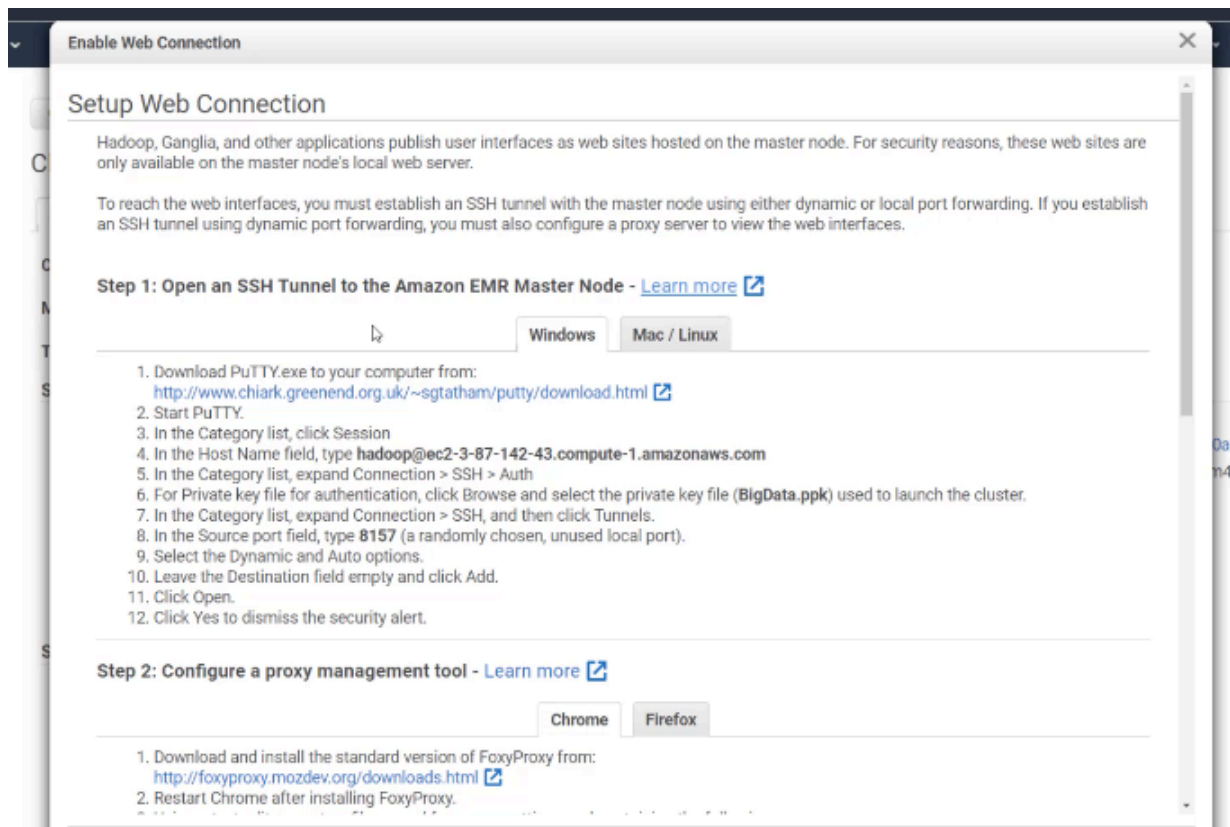 Enable Web Connection
Setup Web Connection
Hadoop, Ganglia, and other applications publish user interfaces as web sites hosted on the master node. For security reasons, these web sites are
only available on the master node's local web server.
To reach the web interfaces, you must establish an SSH tunnel with the master node using either dynamic or local port forwarding. If you establish
an SSH tunnel using dynamic port forwarding, you must also configure a proxy server to view the web interfaces.
Step 1: Open an SSH Tunnel to the Amazon EMR Master Node - Learn more
Windows Mac / Linux
1. Download PuTTY.exe to your computer from:
http://www.chiark.greenend.org.uk/~sgtatham/putty/download.html
2. Start PuTTY.
3. In the Category list, click Session
4. In the Host Name field, type hadoop@ec2-3-87-142-43.compute-1.amazonaws.com
5. In the Category list, expand Connection > SSH > Auth
6. For Private key file for authentication, click Browse and select the private key file (BigData.ppk) used to launch the cluster.
7. In the Category list, expand Connection > SSH, and then click Tunnels.
8. In the Source port field, type 8157 (a randomly chosen, unused local port).
9. Select the Dynamic and Auto options.
10. Leave the Destination field empty and click Add.
11. Click Open.
12. Click Yes to dismiss the security alert.
Step 2: Configure a proxy management tool - Learn more
Chrome Firefox
1. Download and install the standard version of FoxyProxy from:
http://foxyproxy.mozdev.org/downloads.html
2. Restart Chrome after installing FoxyProxy.